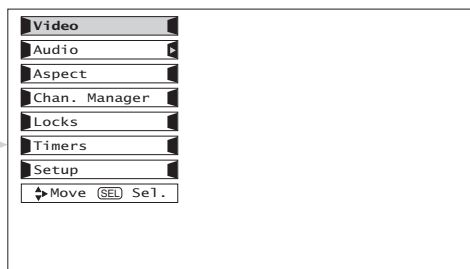 Video
Audio
Aspect
Chan. Manager
Locks
Timers
Setup
Move SEL Sel.